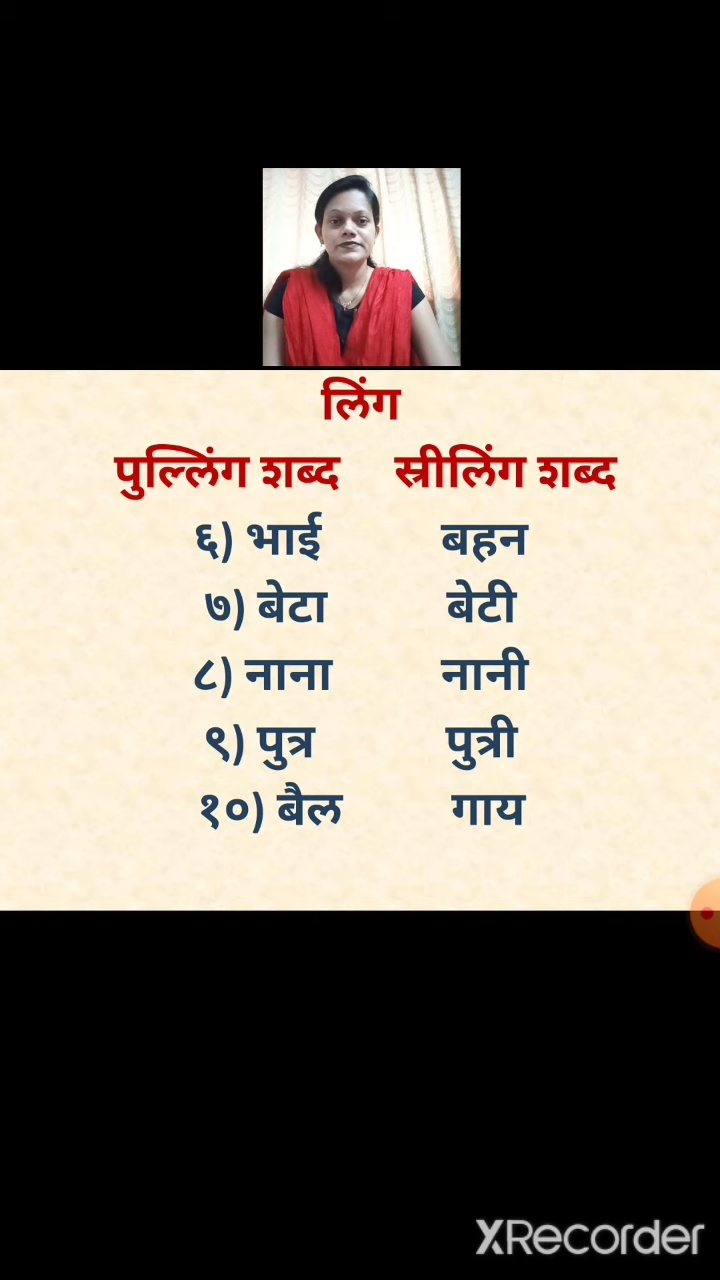 लिंग
पुल्लिंग शब्द स्रीलिंग शब्द
६) भाई बहन
७) बेटा बेटी
८) नाना नानी
९) पुत्र पुत्री
१०) बैल गाय
XRecorder